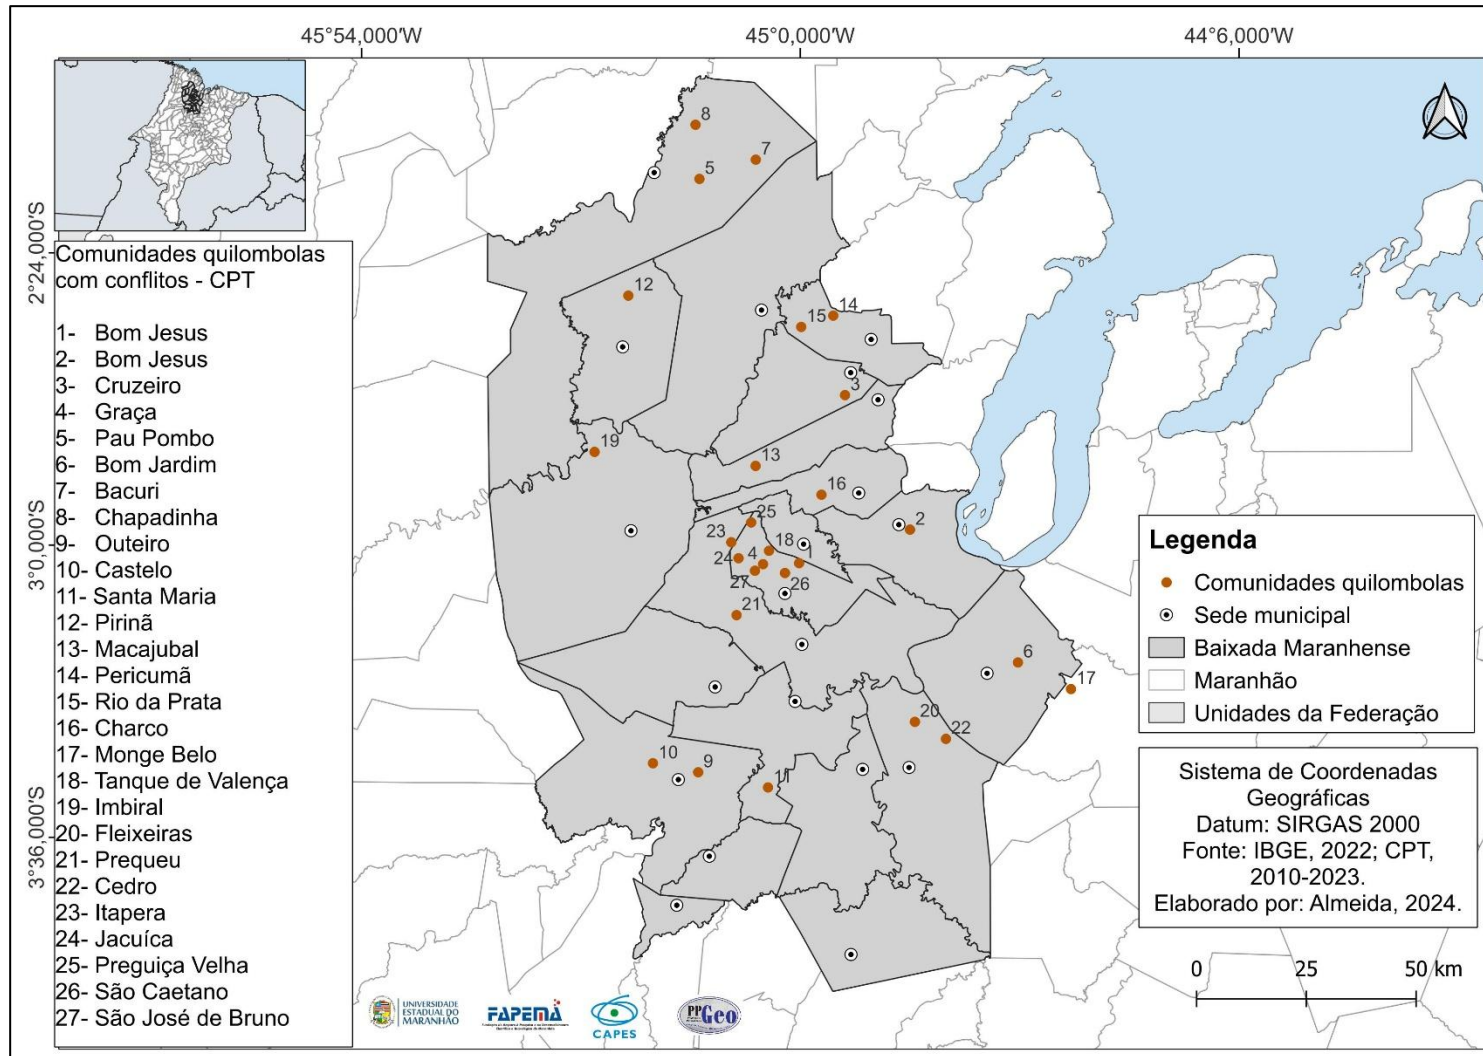 45°54,000'W 45°0,000'W 44°6,000'W
2°24,000'S
3°0,000'S
3°36,000'S
Comunidades quilombolas
com conflitos - CPT
1- Bom Jesus
2- Bom Jesus
3- Cruzeiro
4- Graça
5- Pau Pombo
6- Bom Jardim
7- Bacuri
8- Chapadinha
9- Outeiro
10- Castelo
11- Santa Maria
12- Pirinã
13- Macajubal
14- Pericumã
15- Rio da Prata
16- Charco
17- Monge Belo
18- Tanque de Valença
19- Imbiral
20- Fleixeiras
21- Prequeu
22- Cedro
23- Itapera
24- Jacuíca
25- Preguiça Velha
26- São Caetano
27- São José de Bruno
8
7
5
12
14
15
3
19
13
16
25
2
23
18
24
4
1
27
26
21
6
17
20
22
10
9
11
Legenda
Comunidades quilombolas
Sede municipal
Baixada Maranhense
Maranhão
Unidades da Federação
Sistema de Coordenadas
Geográficas
Datum: SIRGAS 2000
Fonte: IBGE, 2022; CPT,
2010-2023.
Elaborado por: Almeida, 2024.
0 25 50 km
UNIVERSIDADE
ESTADUAL DO
MARANHÃO
FAPEMA
CAPES
PPGeo